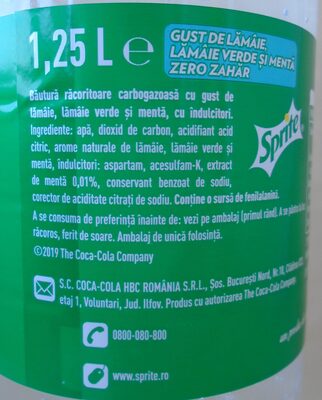 1,25 L e
GUST DE LĂMÂIE,
LĂMÂIE VERDE ȘI MENTĂ
ZERO ZAHĂR
Băutură răcoritoare carbogazoasă cu gust de
lămâie, lămâie verde și mentă, cu îndulcitori.
Ingrediente: apă, dioxid de carbon, acidifiant acid
citric, arome naturale de lămâie, lămâie verde și
mentă, îndulcitori: aspartam, acesulfam-K, extract
de mentă 0,01%, conservant benzoat de sodiu,
corector de aciditate citrați de sodiu. Conține o sursă de fenilalanini.
Sprite
A se consuma de preferință înainte de: vezi pe ambalaj (primul rând). A se păstra la loc
răcoros, ferit de soare. Ambalaj de unică folosință.
©2019 The Coca-Cola Company
S.C. COCA-COLA HBC ROMÂNIA S.R.L., Șos. București Nord, Nr.10,
etaj 1, Voluntari, Jud. Ilfov. Produs cu autorizarea The Coca-Cola Company.
0800-080-800
www.sprite.ro